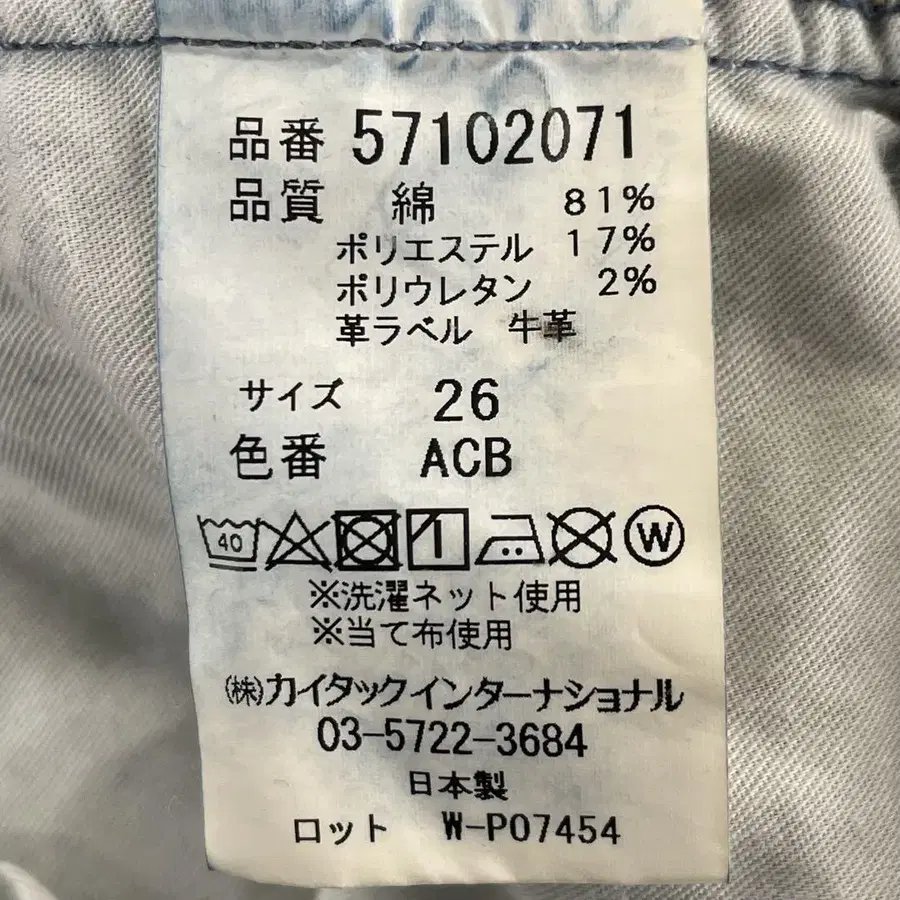 品番 57102071
品質 綿 81%
ポリエステル 17%
ポリウレタン 2%
革ラベル 牛革
サイズ 26
色番 ACB
40 W
※洗濯ネット使用
※当て布使用
㈱カイタックインターナショナル
03-5722-3684
日本製
ロット W-P07454